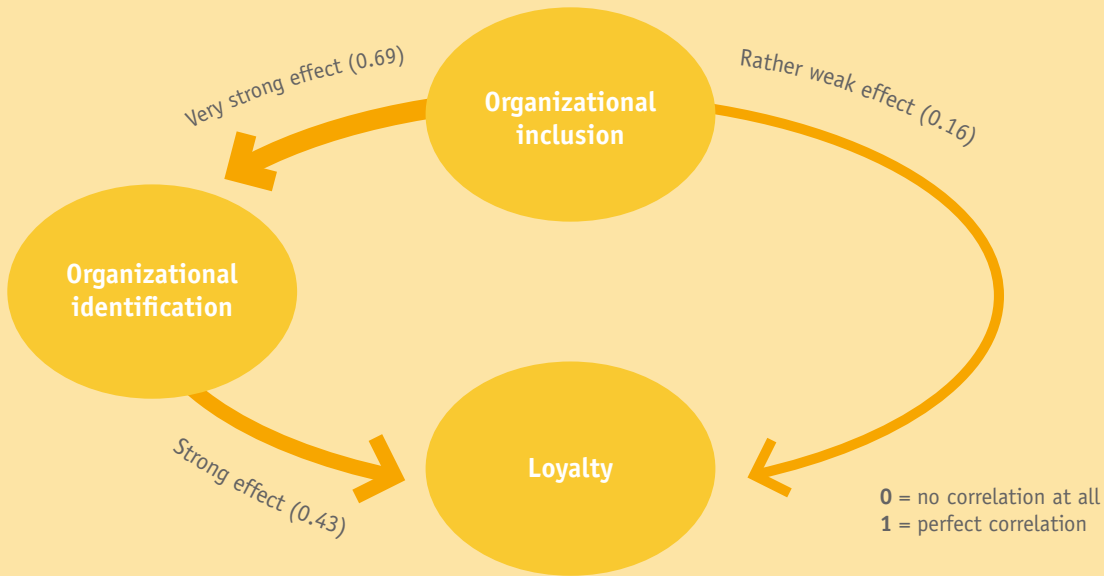 Very strong effect (0.69)
Organizational
inclusion
Rather weak effect (0.16)
Organizational
identification
Strong effect (0.43)
Loyalty
0 = no correlation at all
1 = perfect correlation